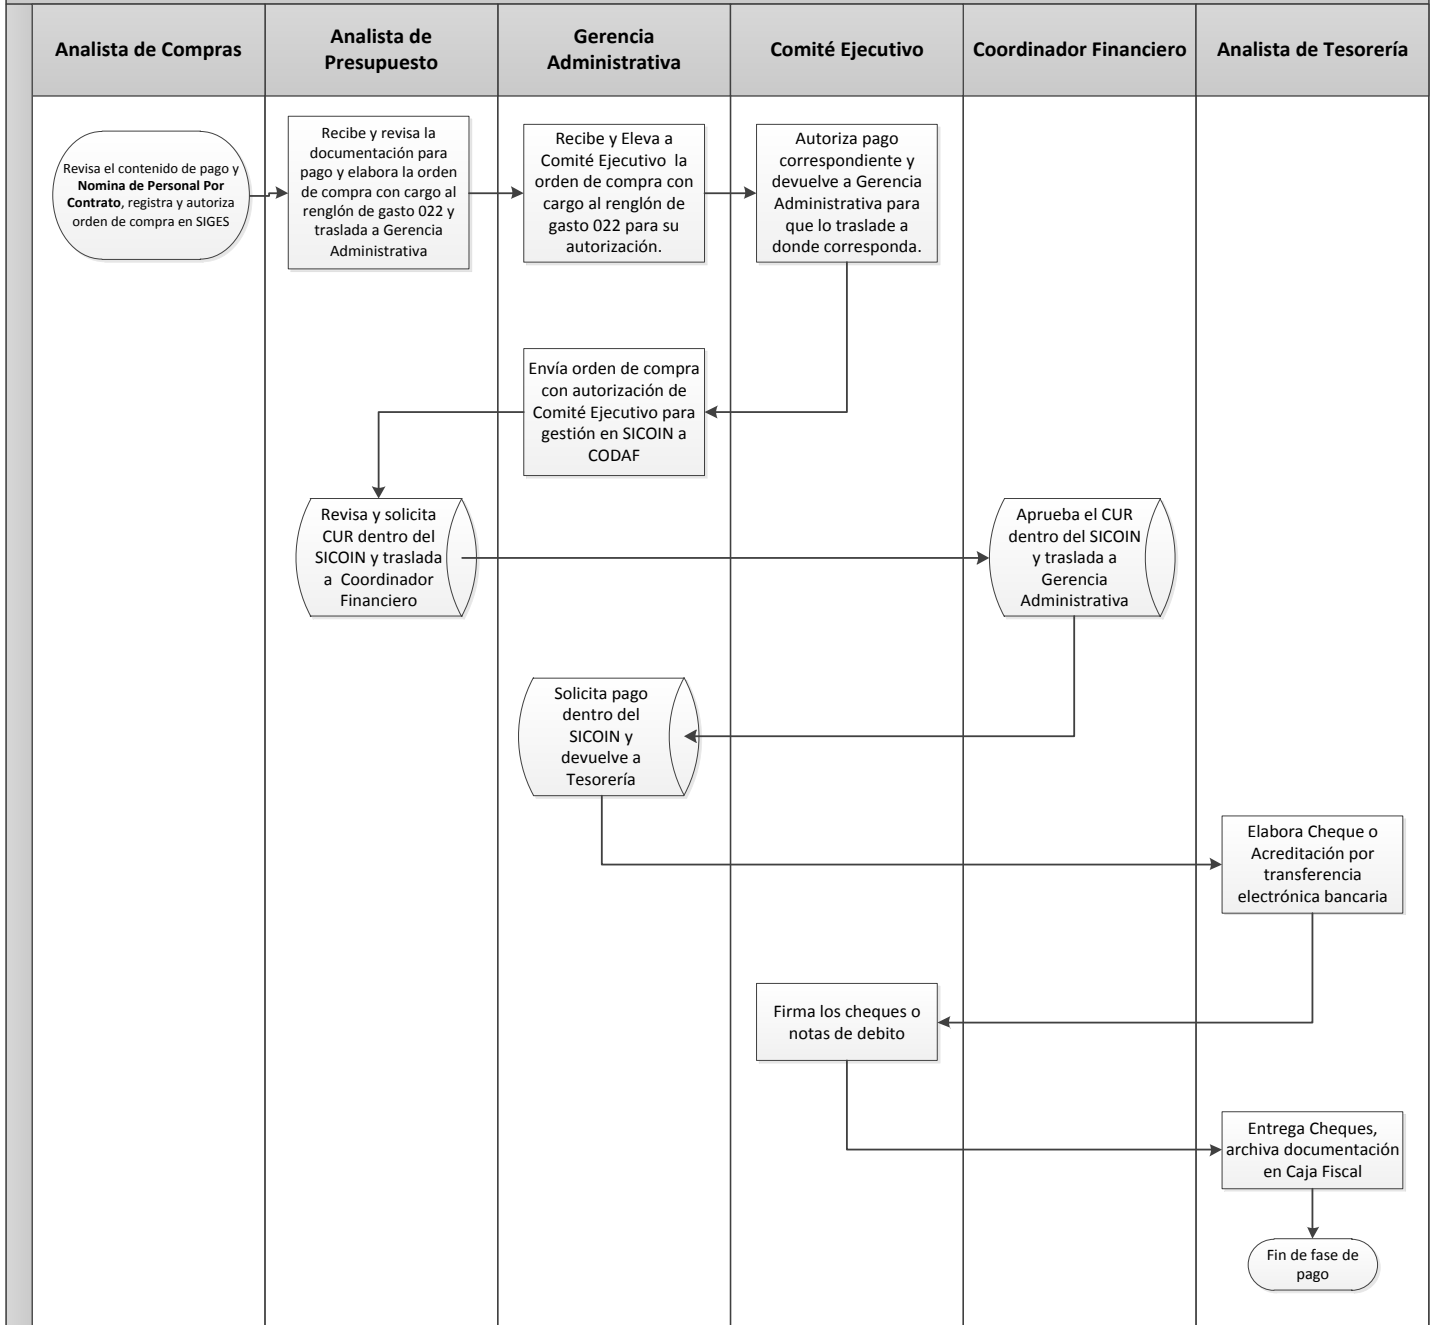 Analista de Compras
Analista de
Presupuesto
Gerencia
Administrativa
Comité Ejecutivo
Coordinador Financiero
Analista de Tesorería
Revisa el contenido de pago y
Nomina de Personal Por
Contrato, registra y autoriza
orden de compra en SIGES
Recibe y revisa la
documentación para
pago y elabora la orden
de compra con cargo al
renglón de gasto 022 y
traslada a Gerencia
Administrativa
Recibe y Eleva a
Comité Ejecutivo la
orden de compra con
cargo al renglón de
gasto 022 para su
autorización.
Autoriza pago
correspondiente y
devuelve a Gerencia
Administrativa para
que lo traslade a
donde corresponda.
Envía orden de compra
con autorización de
Comité Ejecutivo para
gestión en SICOIN a
CODAF
Revisa y solicita
CUR dentro del
SICOIN y traslada
a Coordinador
Financiero
Aprueba el CUR
dentro del SICOIN
y traslada a
Gerencia
Administrativa
Solicita pago
dentro del
SICOIN y
devuelve a
Tesorería
Elabora Cheque o
Acreditación por
transferencia
electrónica bancaria
Firma los cheques o
notas de debito
Entrega Cheques,
archiva documentación
en Caja Fiscal
Fin de fase de
pago